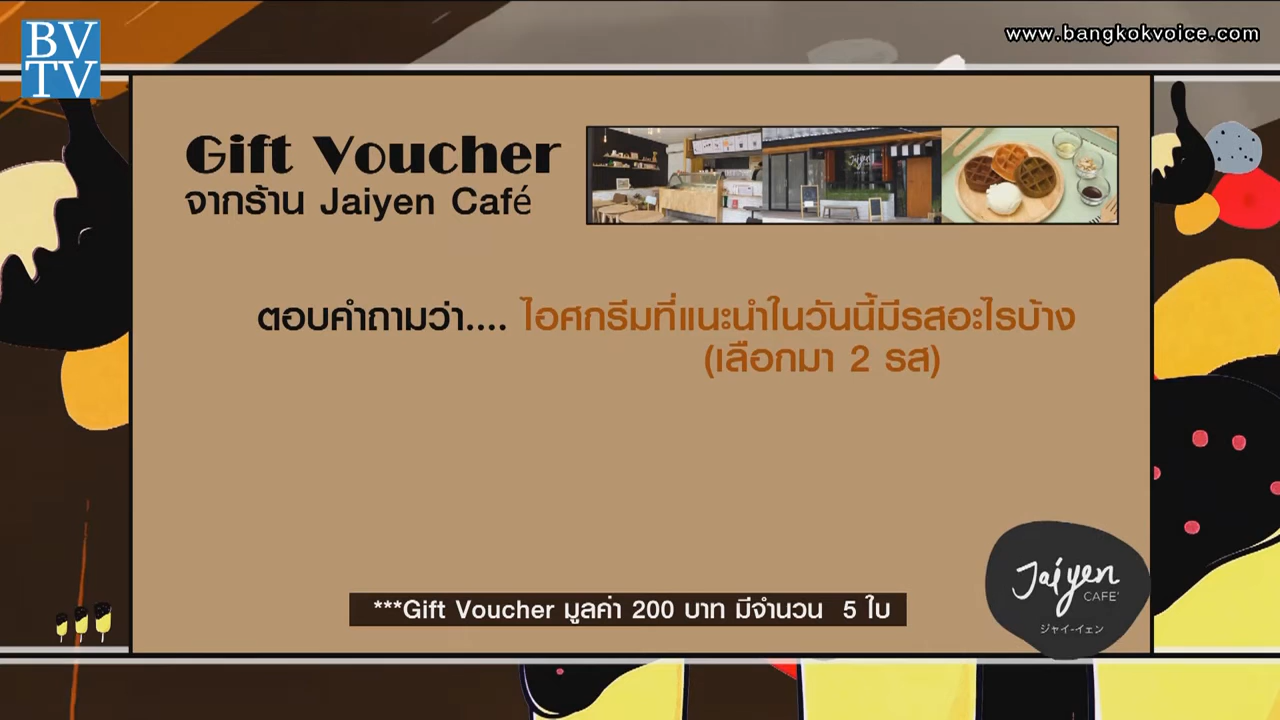 BV
TV
www.bangkokvoice.com
Gift Voucher
จากร้าน Jaiyen Café
ตอบคำถามว่า.... ไอศกรีมที่แนะนำในวันนี้มีรสอะไรบ้าง
(เลือกมา 2 รส)
***Gift Voucher มูลค่า 200 บาท มีจำนวน 5 ใบ
Jaiyen
CAFE'
ジャイ-イェン